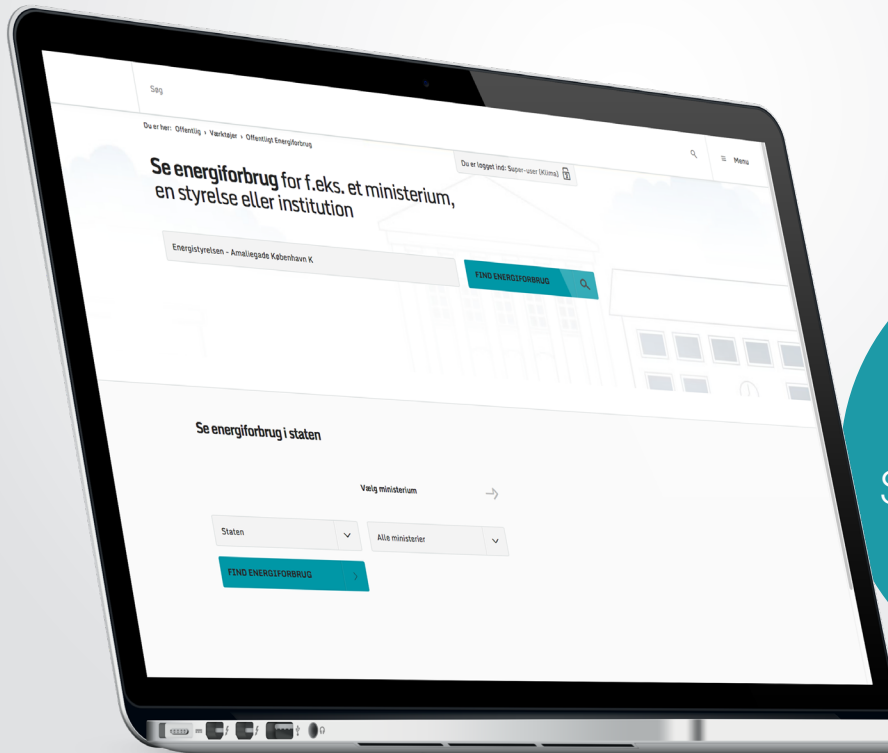 Søg
Menu
Du er her: Offentlig › Værktøjer › Offentligt Energiforbrug
Du er logget ind: Super-user (Klima)
Se energiforbrug for f.eks. et ministerium,
en styrelse eller institution
Energistyrelsen - Amaliegade København K
FIND ENERGIFORBRUG
Se energiforbrug i staten
Vælg ministerium
Staten
Alle ministerier
FIND ENERGIFORBRUG
S